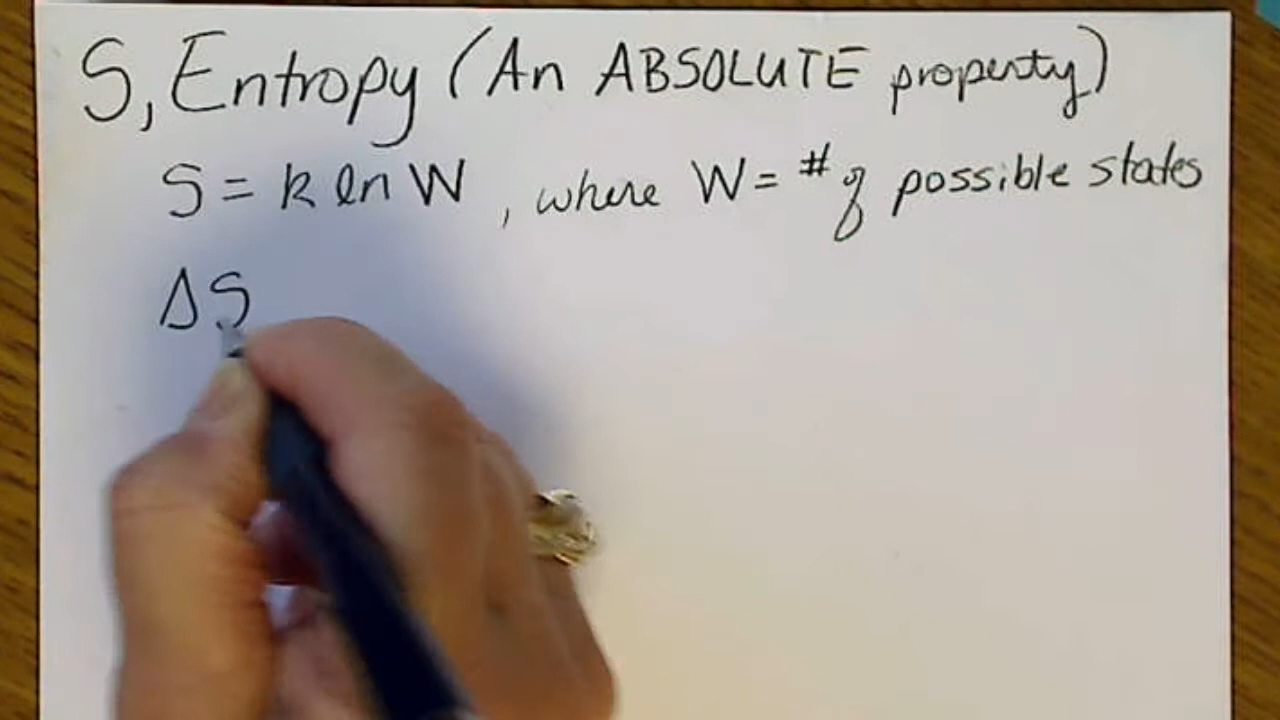 S, Entropy (An ABSOLUTE property)
S = k ln W , where W = # of possible states
ΔS